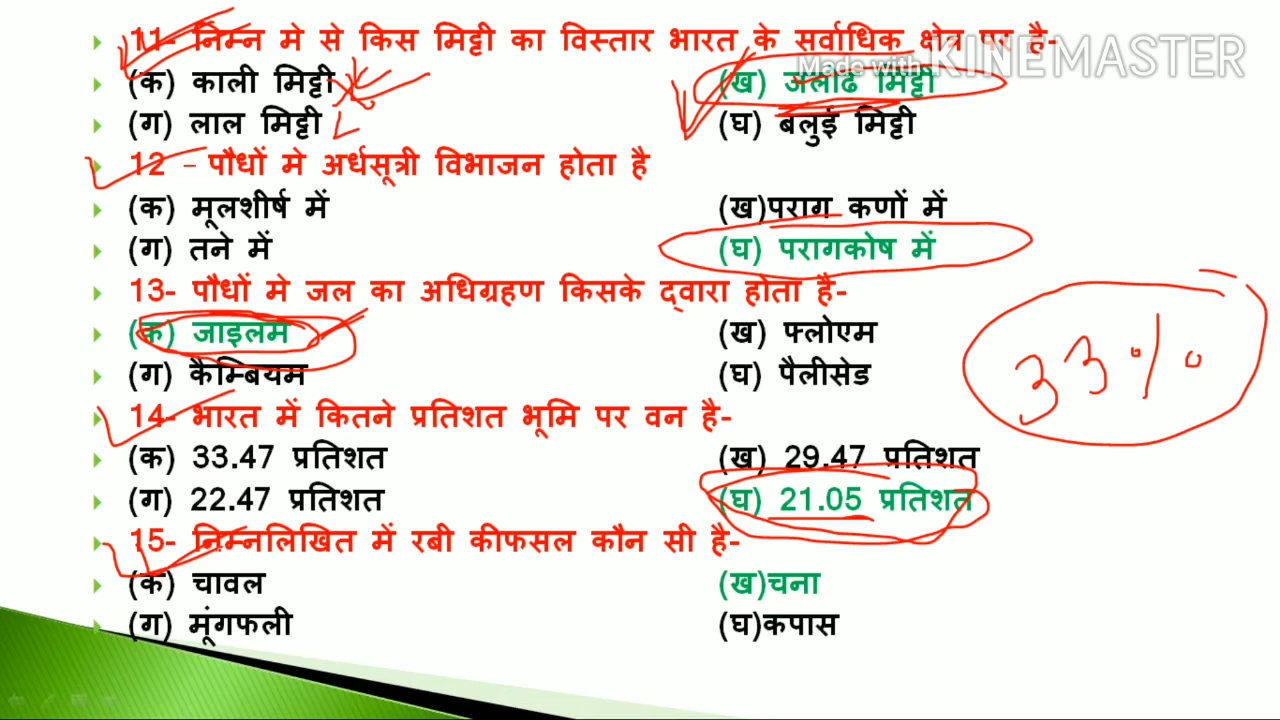 11- निम्न मे से किस मिट्टी का विस्तार भारत के सर्वाधिक क्षेत्र पर है-
Made with KINEMASTER
(क) काली मिट्टी (ख) जलोढ मिट्टी
(ग) लाल मिट्टी (घ) बलुई मिट्टी
12 - पौधों मे अर्धसूत्री विभाजन होता है
(क) मूलशीर्ष में (ख)पराग कणों में
(ग) तने में (घ) परागकोष में
13- पौधों मे जल का अधिग्रहण किसके द्वारा होता है-
(क) जाइलम (ख) फ्लोएम
(ग) कैम्बियम (घ) पैलीसेड
33%
14- भारत में कितने प्रतिशत भूमि पर वन है-
(क) 33.47 प्रतिशत (ख) 29.47 प्रतिशत
(ग) 22.47 प्रतिशत (घ) 21.05 प्रतिशत
15- निम्नलिखित में रबी कीफसल कौन सी है-
(क) चावल (ख)चना
(ग) मूंगफली (घ)कपास